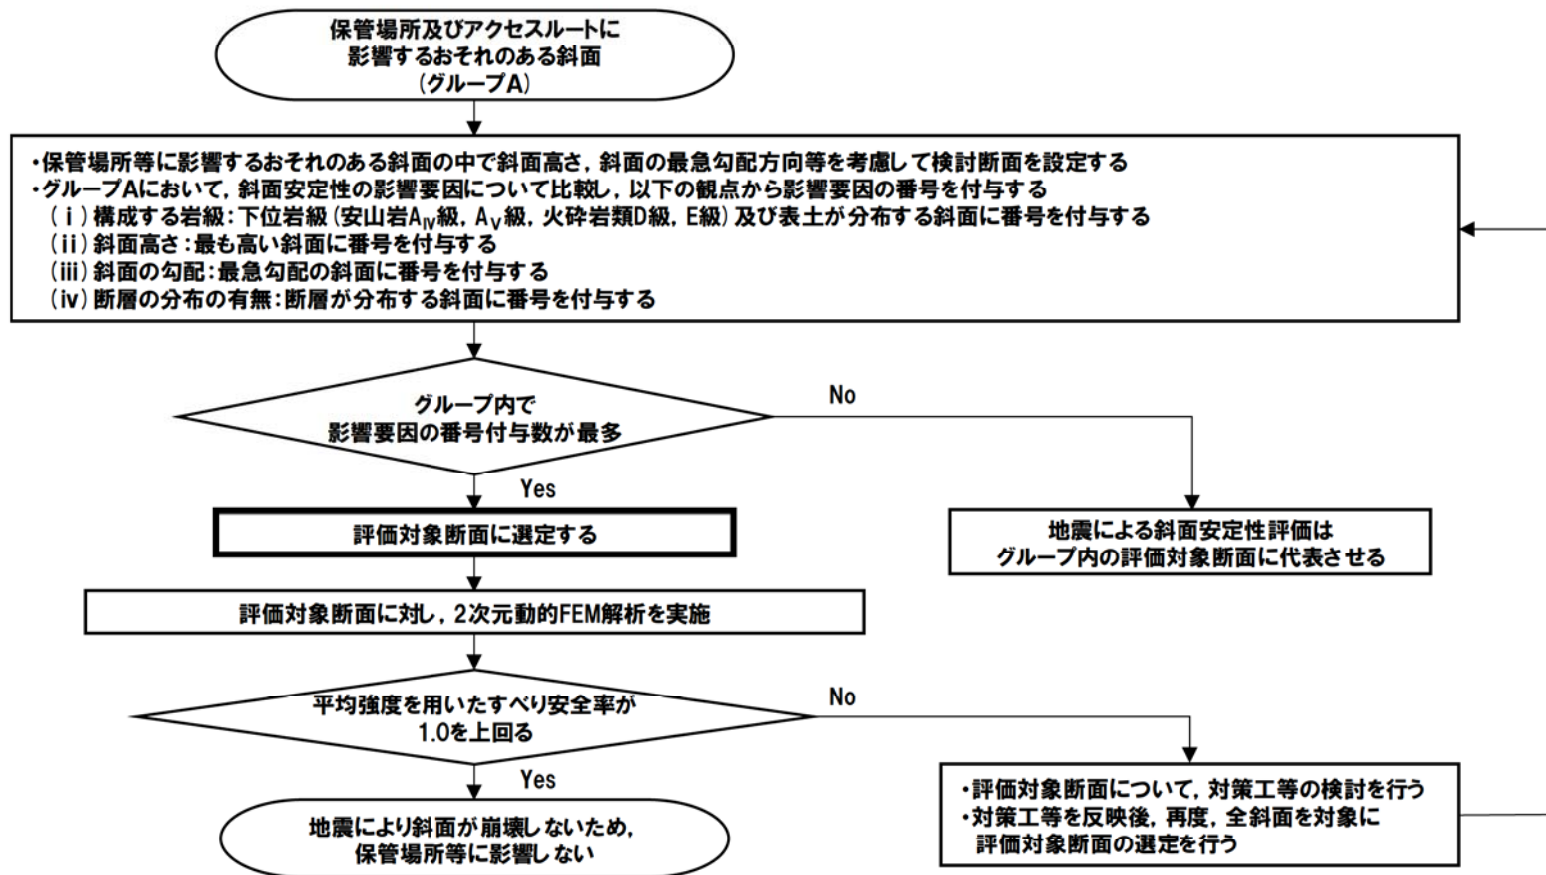 保管場所及びアクセスルートに
影響するおそれのある斜面
(グループA)
・保管場所等に影響するおそれのある斜面の中で斜面高さ，斜面の最急勾配方向等を考慮して検討断面を設定する
・グループAにおいて，斜面安定性の影響要因について比較し，以下の観点から影響要因の番号を付与する
(ⅰ)構成する岩級：下位岩級(安山岩AⅣ級，AⅤ級，火砕岩類D級，E級)及び表土が分布する斜面に番号を付与する
(ⅱ)斜面高さ：最も高い斜面に番号を付与する
(ⅲ)斜面の勾配：最急勾配の斜面に番号を付与する
(ⅳ)断層の分布の有無：断層が分布する斜面に番号を付与する
グループ内で
影響要因の番号付与数が最多
No
Yes
評価対象断面に選定する
地震による斜面安定性評価は
グループ内の評価対象断面に代表させる
評価対象断面に対し，2次元動的FEM解析を実施
平均強度を用いたすべり安全率が
1.0を上回る
No
Yes
・評価対象断面について，対策工等の検討を行う
・対策工等を反映後，再度，全斜面を対象に
評価対象断面の選定を行う
地震により斜面が崩壊しないため，
保管場所等に影響しない